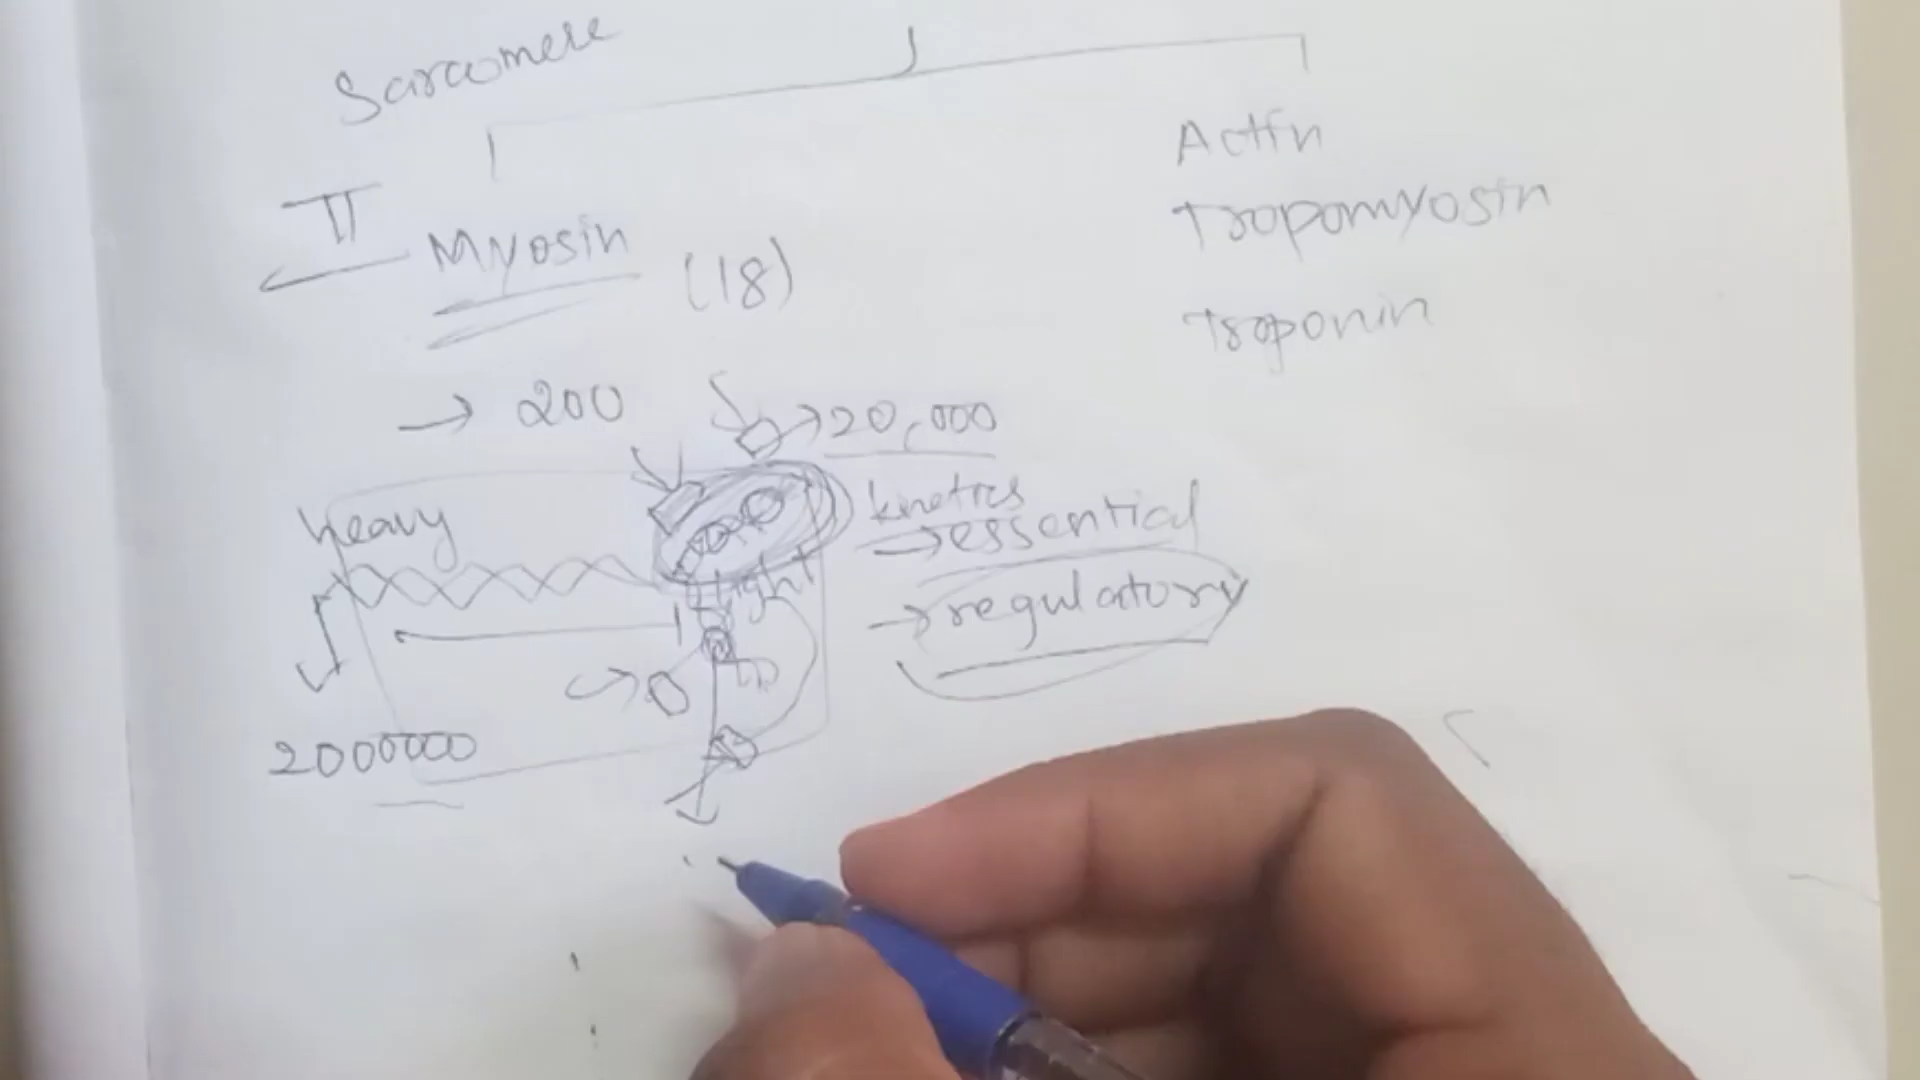 Sarcomere
Actin
II Myosin (18)
Tropomyosin
Troponin
→ 200
→ 20,000
heavy
kinetics
→ essential
light
→ regulatory
2000000